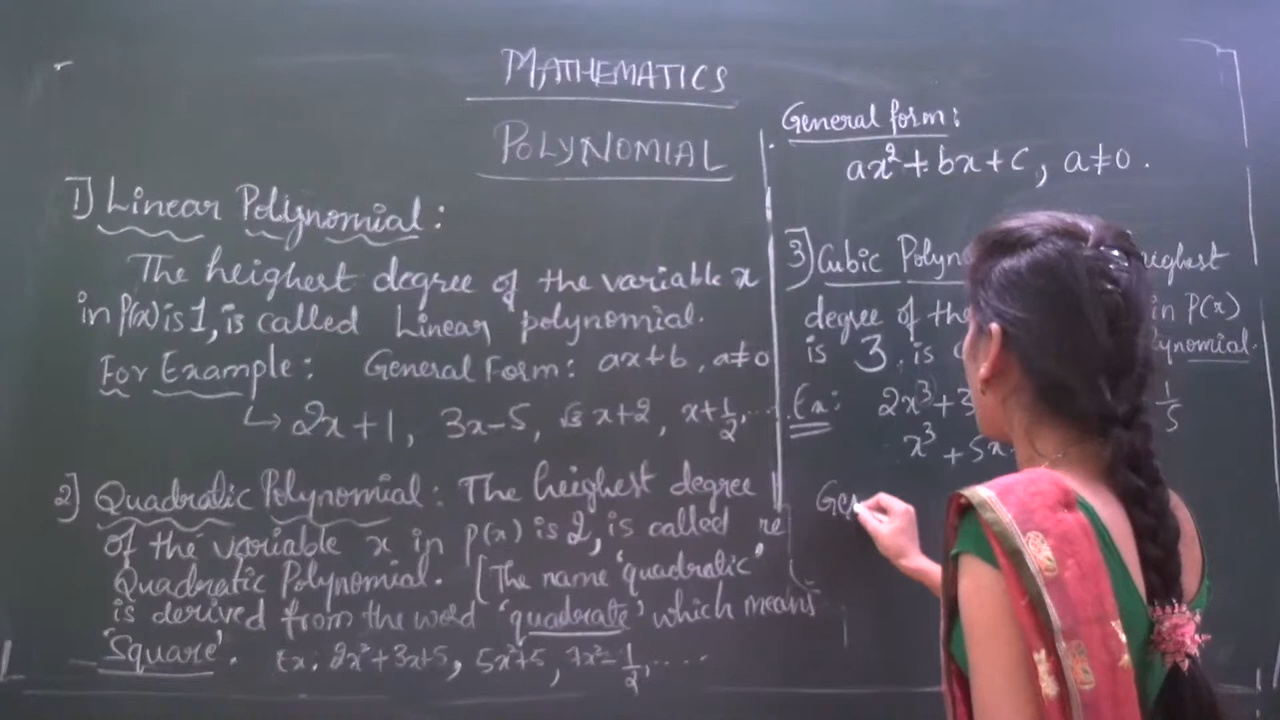 MATHEMATICS
POLYNOMIAL
1] Linear Polynomial:
The heighest degree of the variable x
in P(x) is 1, is called Linear polynomial.
For Example: General Form: ax+b, a≠0
↳ 2x+1, 3x-5, √3 x+2, x+1/2, ....
2] Quadratic Polynomial: The heighest degree
of the variable x in p(x) is 2, is called
Quadratic Polynomial. [The name 'quadratic'
is derived from the word 'quadrate' which means
'Square'. Ex: 2x²+3x+5, 5x²+5, 7x²-1/2, .....
General form:
ax²+bx+c, a≠0.
3] Cubic
degree of the in P(x)
is 3, is
Ex: 2x³+3 1/5
x³+5x